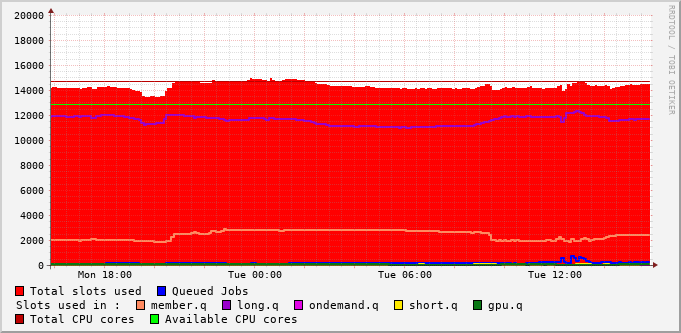 20000
18000
16000
14000
12000
10000
8000
6000
4000
2000
0
Mon 18:00 Tue 00:00 Tue 06:00 Tue 12:00
Total slots used Queued Jobs
Slots used in : member.q long.q ondemand.q short.q gpu.q
Total CPU cores Available CPU cores
RRDTOOL / TOBI OETIKER